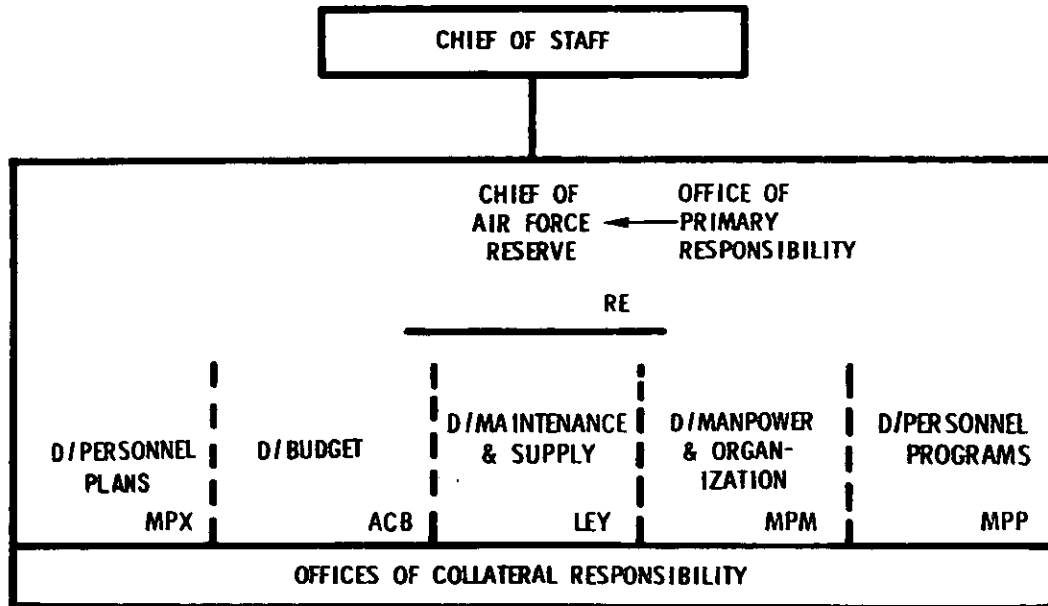 CHIEF OF STAFF
CHIEF OF
AIR FORCE
RESERVE
OFFICE OF
PRIMARY
RESPONSIBILITY
RE
D/PERSONNEL
PLANS
MPX
D/BUDGET
ACB
D/MAINTENANCE
& SUPPLY
LEY
D/MANPOWER
& ORGAN-
IZATION
MPM
D/PERSONNEL
PROGRAMS
MPP
OFFICES OF COLLATERAL RESPONSIBILITY